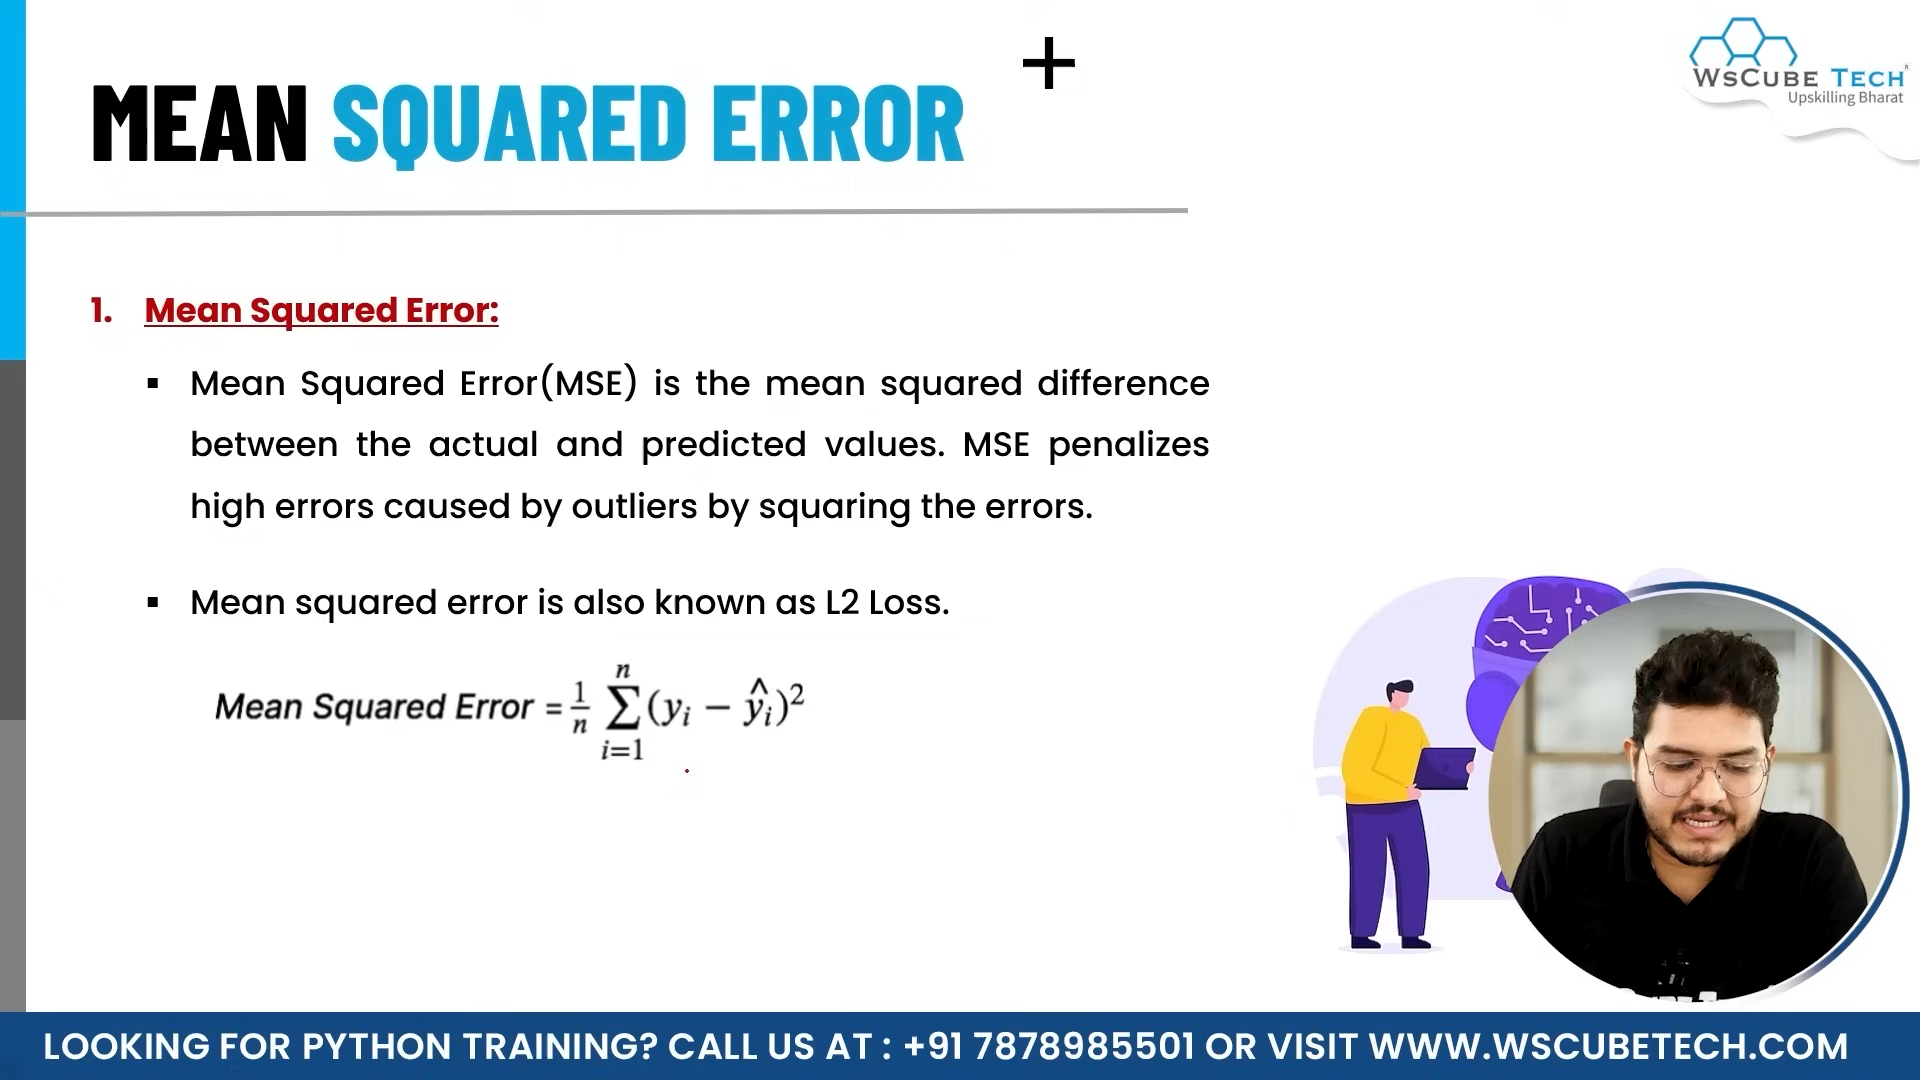 MEAN SQUARED ERROR
WsCube Tech
Upskilling Bharat
1. Mean Squared Error:
▪ Mean Squared Error(MSE) is the mean squared difference
between the actual and predicted values. MSE penalizes
high errors caused by outliers by squaring the errors.
▪ Mean squared error is also known as L2 Loss.
Mean Squared Error = \frac{1}{n} \sum_{i=1}^{n} (y_i − ŷ_i)^2
LOOKING FOR PYTHON TRAINING? CALL US AT : +91 7878985501 OR VISIT WWW.WSCUBETECH.COM